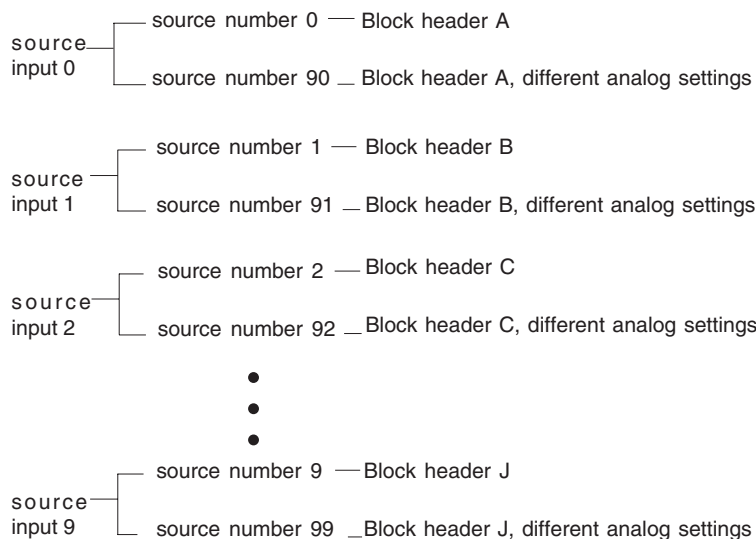 source number 0 — Block header A
source
input 0
source number 90 — Block header A, different analog settings
source number 1 — Block header B
source
input 1
source number 91 — Block header B, different analog settings
source number 2 — Block header C
source
input 2
source number 92 — Block header C, different analog settings
source number 9 — Block header J
source
input 9
source number 99 — Block header J, different analog settings